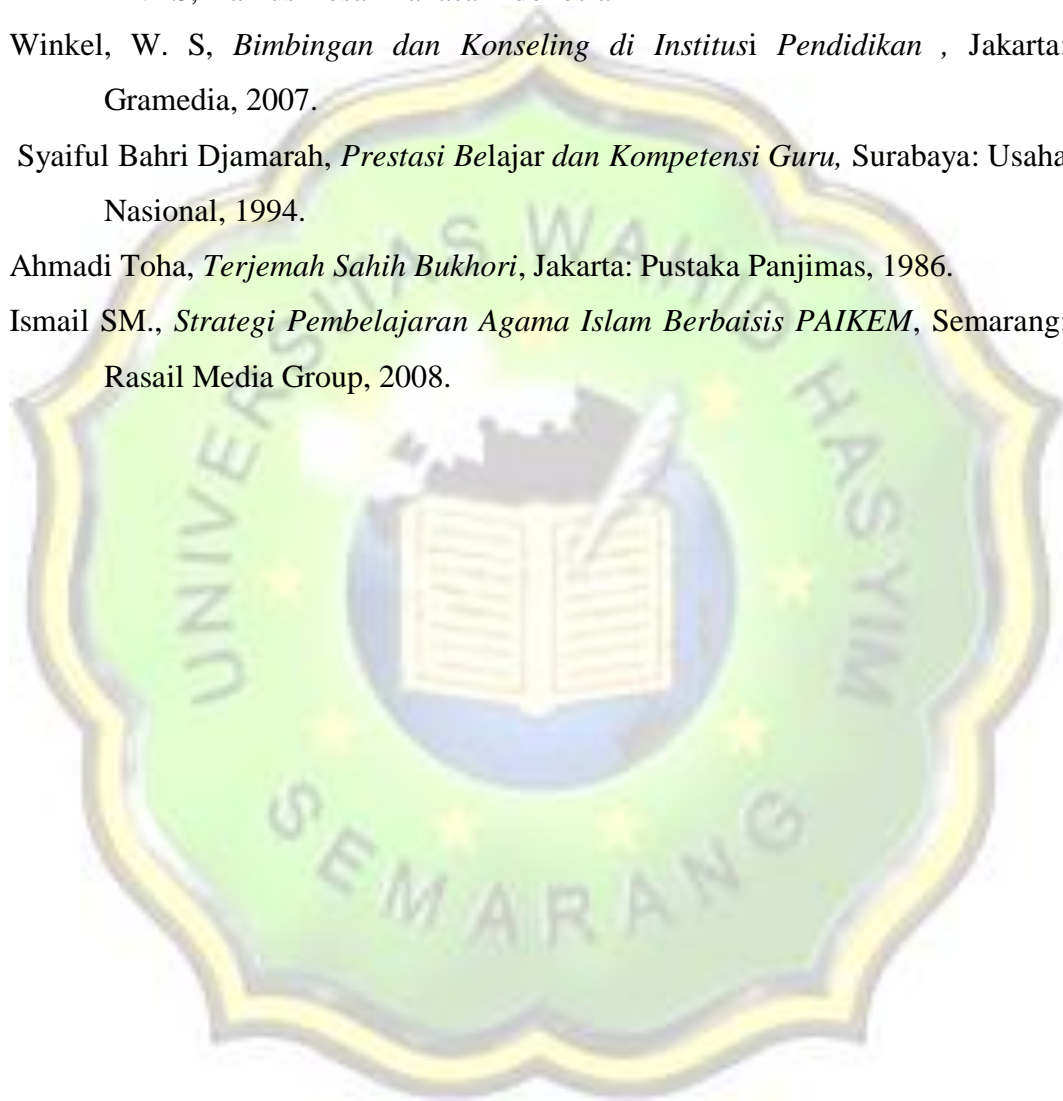 Winkel, W. S, Bimbingan dan Konseling di Institusi Pendidikan , Jakarta:
Gramedia, 2007.
Syaiful Bahri Djamarah, Prestasi Belajar dan Kompetensi Guru, Surabaya: Usaha
Nasional, 1994.
Ahmadi Toha, Terjemah Sahih Bukhori, Jakarta: Pustaka Panjimas, 1986.
Ismail SM., Strategi Pembelajaran Agama Islam Berbaisis PAIKEM, Semarang:
Rasail Media Group, 2008.
UNIVERSITAS WAHID HASYIM
SEMARANG